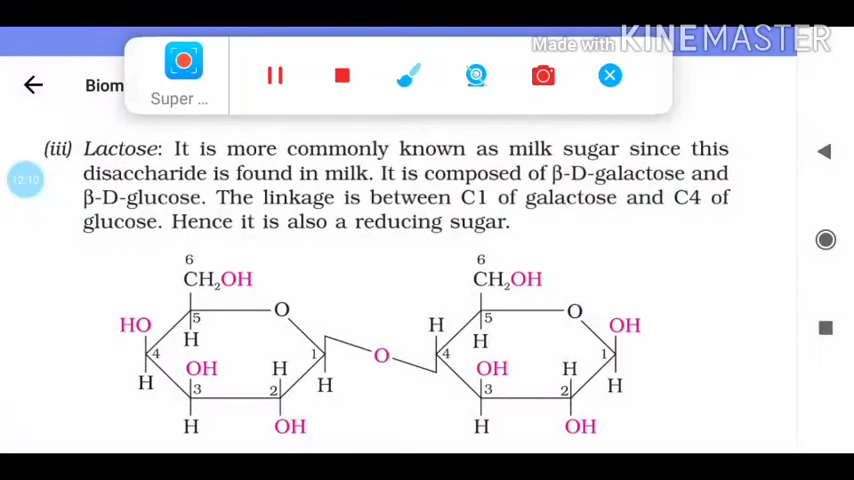 Made with KINEMASTER
Biom
Super ...
(iii) Lactose: It is more commonly known as milk sugar since this
12:10
disaccharide is found in milk. It is composed of β-D-galactose and
β-D-glucose. The linkage is between C1 of galactose and C4 of
glucose. Hence it is also a reducing sugar.
6 6
CH₂OH CH₂OH
O O
HO 5 H 5 OH
H H
4 1 O 4 1
OH H OH H
H H H
3 2 3 2
H OH H OH